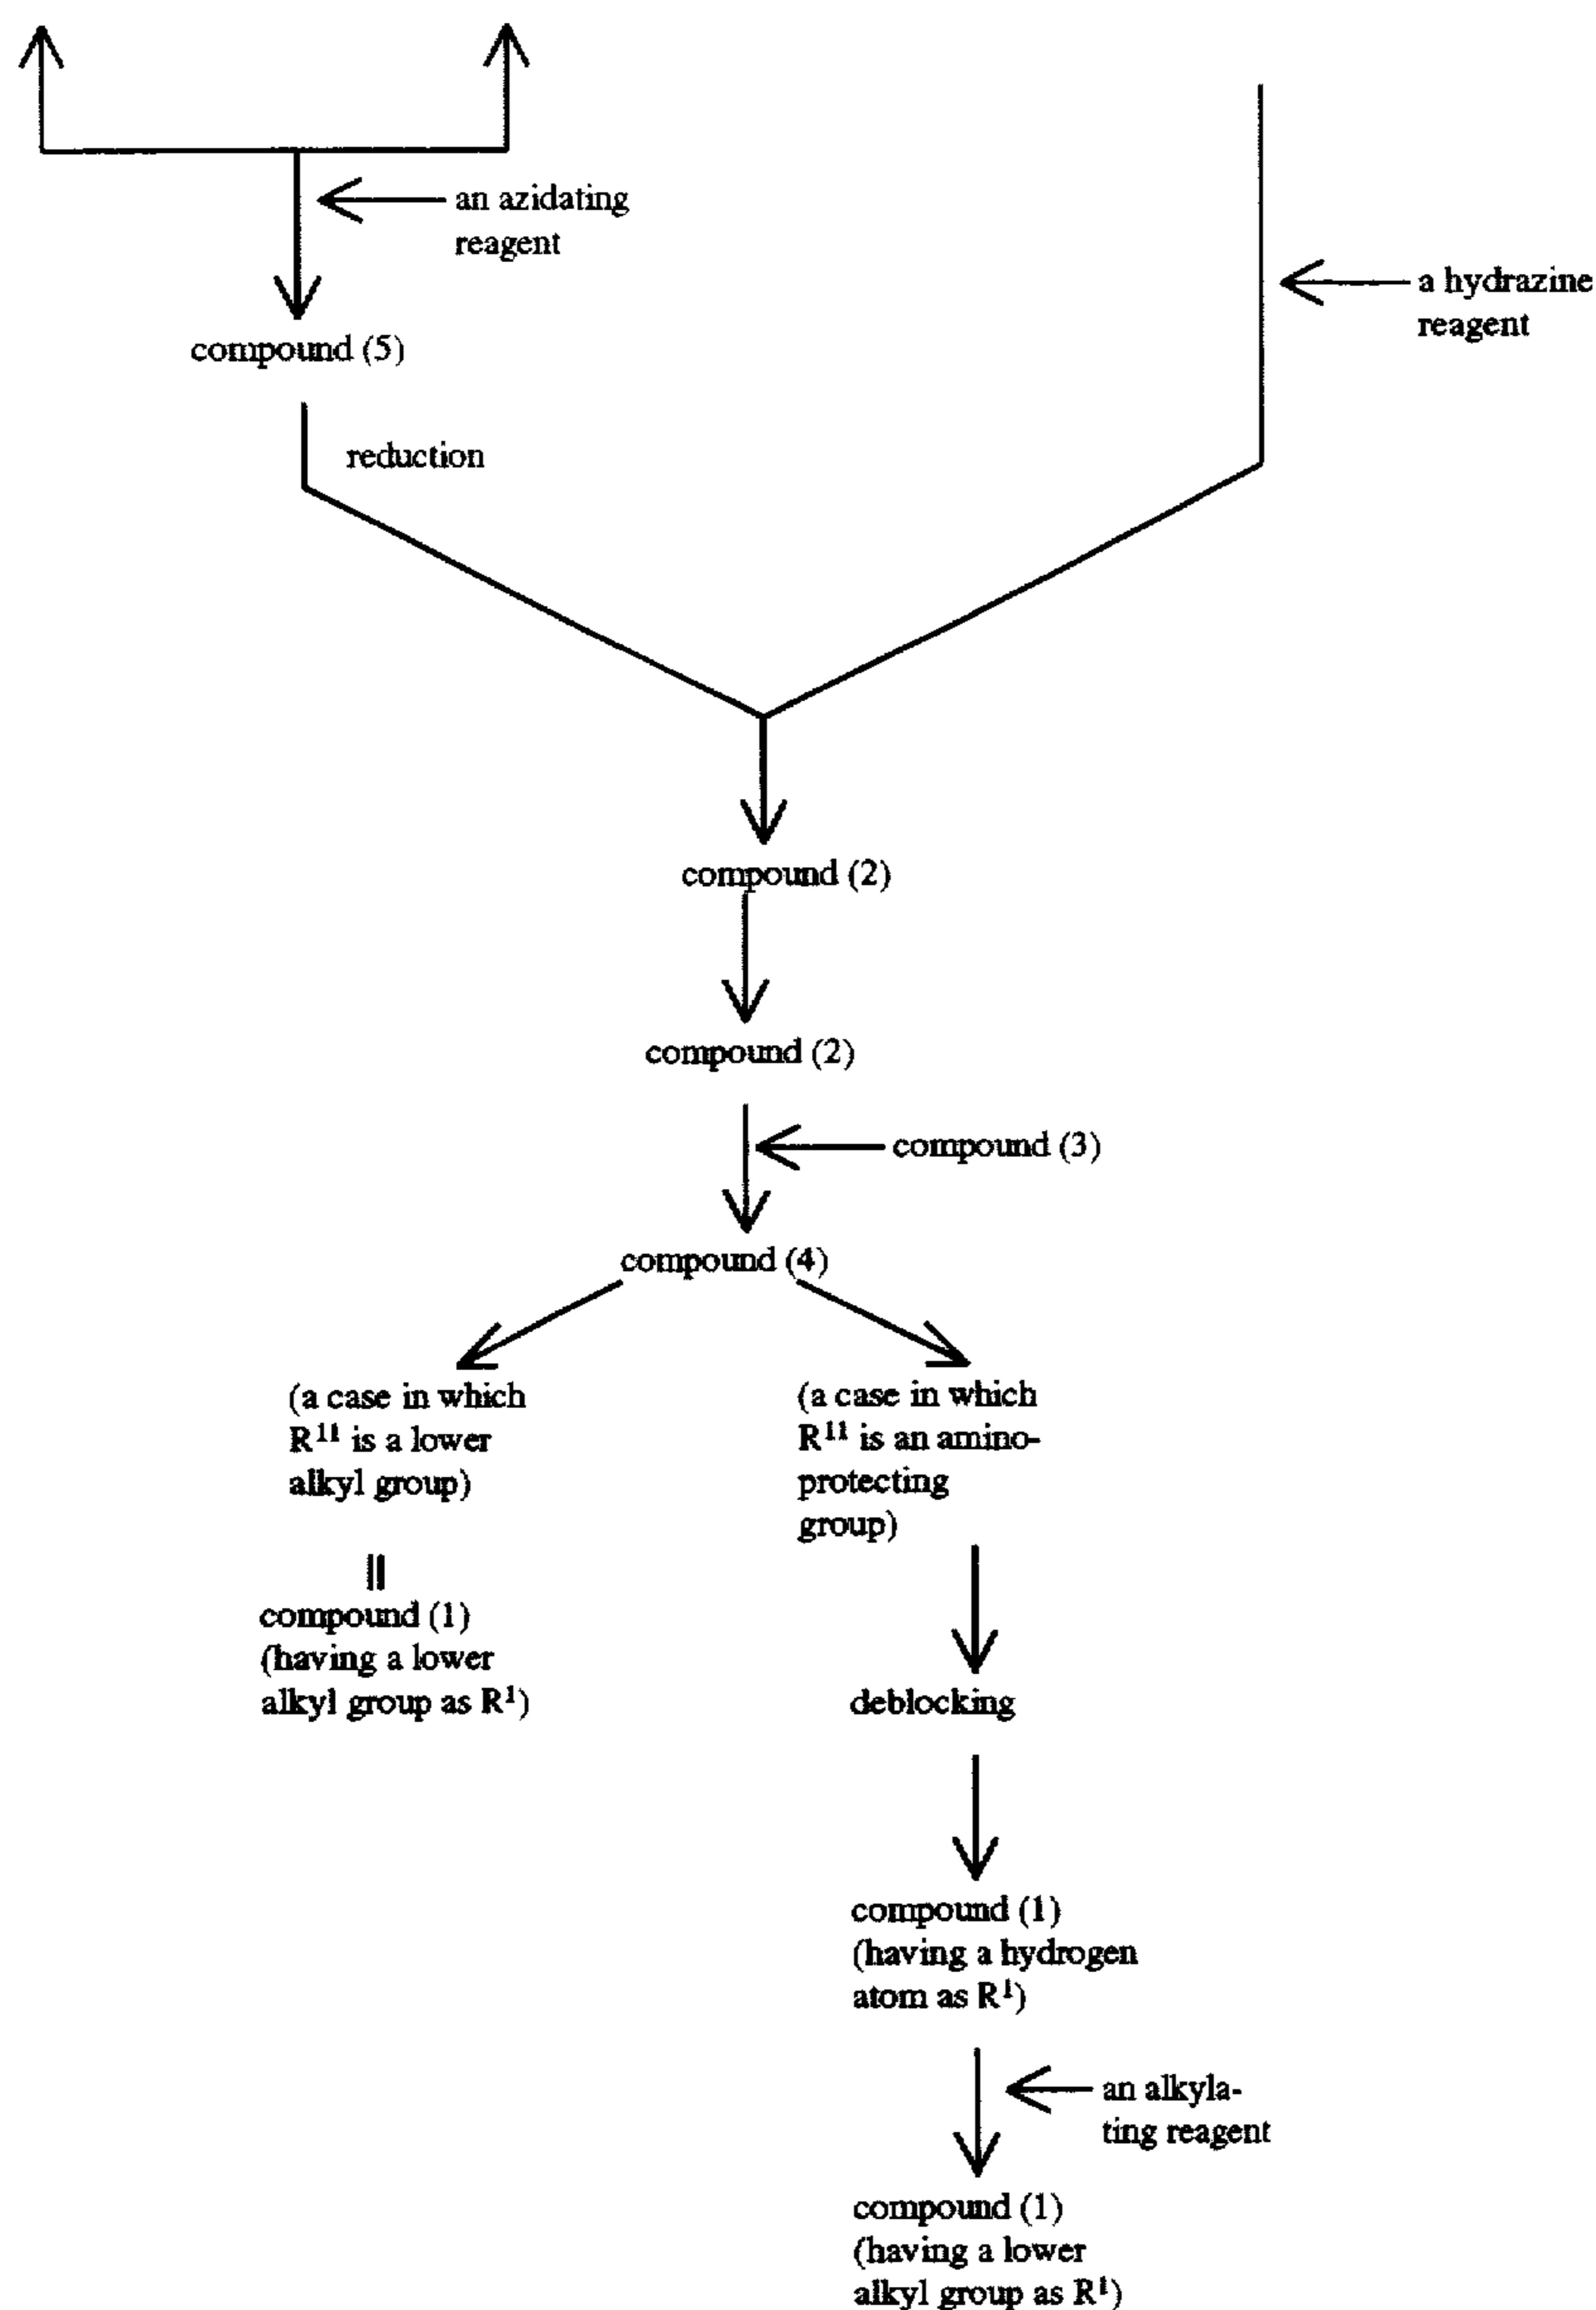 an azidating
reagent
a hydrazine
reagent
compound (5)
reduction
compound (2)
compound (2)
compound (3)
compound (4)
(a case in which
R¹¹ is a lower
alkyl group)
(a case in which
R¹¹ is an amino-
protecting
group)
compound (1)
(having a lower
alkyl group as R¹)
deblocking
compound (1)
(having a hydrogen
atom as R¹)
an alkyla-
ting reagent
compound (1)
(having a lower
alkyl group as R¹)